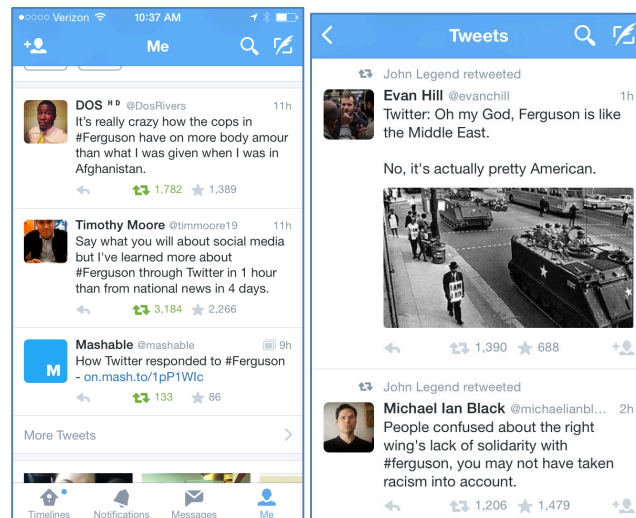 ●○○○○ Verizon 10:37 AM
Me
DOS ᴴᴰ @DosRivers 11h
It's really crazy how the cops in
#Ferguson have on more body amour
than what I was given when I was in
Afghanistan.
1,782 1,389
Timothy Moore @timmoore19 11h
Say what you will about social media
but I've learned more about
#Ferguson through Twitter in 1 hour
than from national news in 4 days.
3,184 2,266
M
Mashable @mashable 9h
How Twitter responded to #Ferguson
- on.mash.to/1pP1WIc
133 86
More Tweets
Timelines Notifications Messages Me
Tweets
John Legend retweeted
Evan Hill @evanchill 1h
Twitter: Oh my God, Ferguson is like
the Middle East.
No, it's actually pretty American.
I AM
A
1,390 688
John Legend retweeted
Michael Ian Black @michaelianbl... 2h
People confused about the right
wing's lack of solidarity with
#ferguson, you may not have taken
racism into account.
1,206 1,479